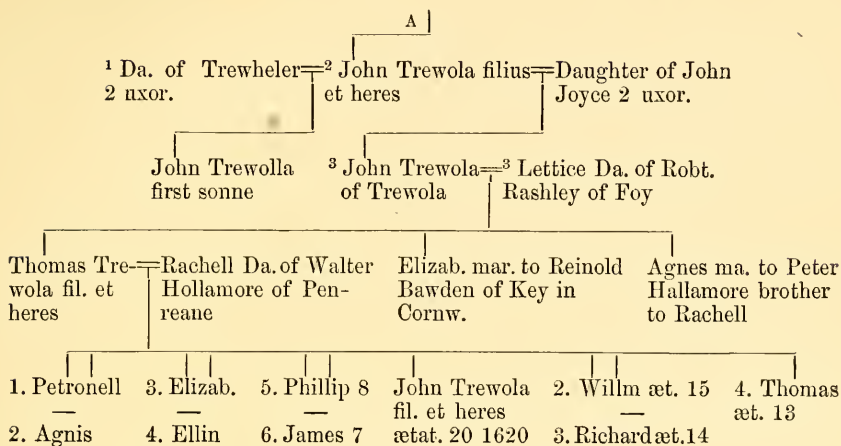 A
¹ Da. of Trewheler ² John Trewola filius Daughter of John
2 uxor. et heres Joyce 2 uxor.
John Trewolla ³ John Trewola ³ Lettice Da. of Robt.
first sonne of Trewola Rashley of Foy
Thomas Tre- Rachell Da. of Walter Elizab. mar. to Reinold Agnes ma. to Peter
wola fil. et Hollamore of Pen- Bawden of Key in Hallamore brother
heres reane Cornw. to Rachell
1. Petronell 3. Elizab. 5. Phillip 8 John Trewola 2. Willm æt. 15 4. Thomas
— — — fil. et heres — æt. 13
2. Agnis 4. Ellin 6. James 7 ætat. 20 1620 3. Richard æt. 14